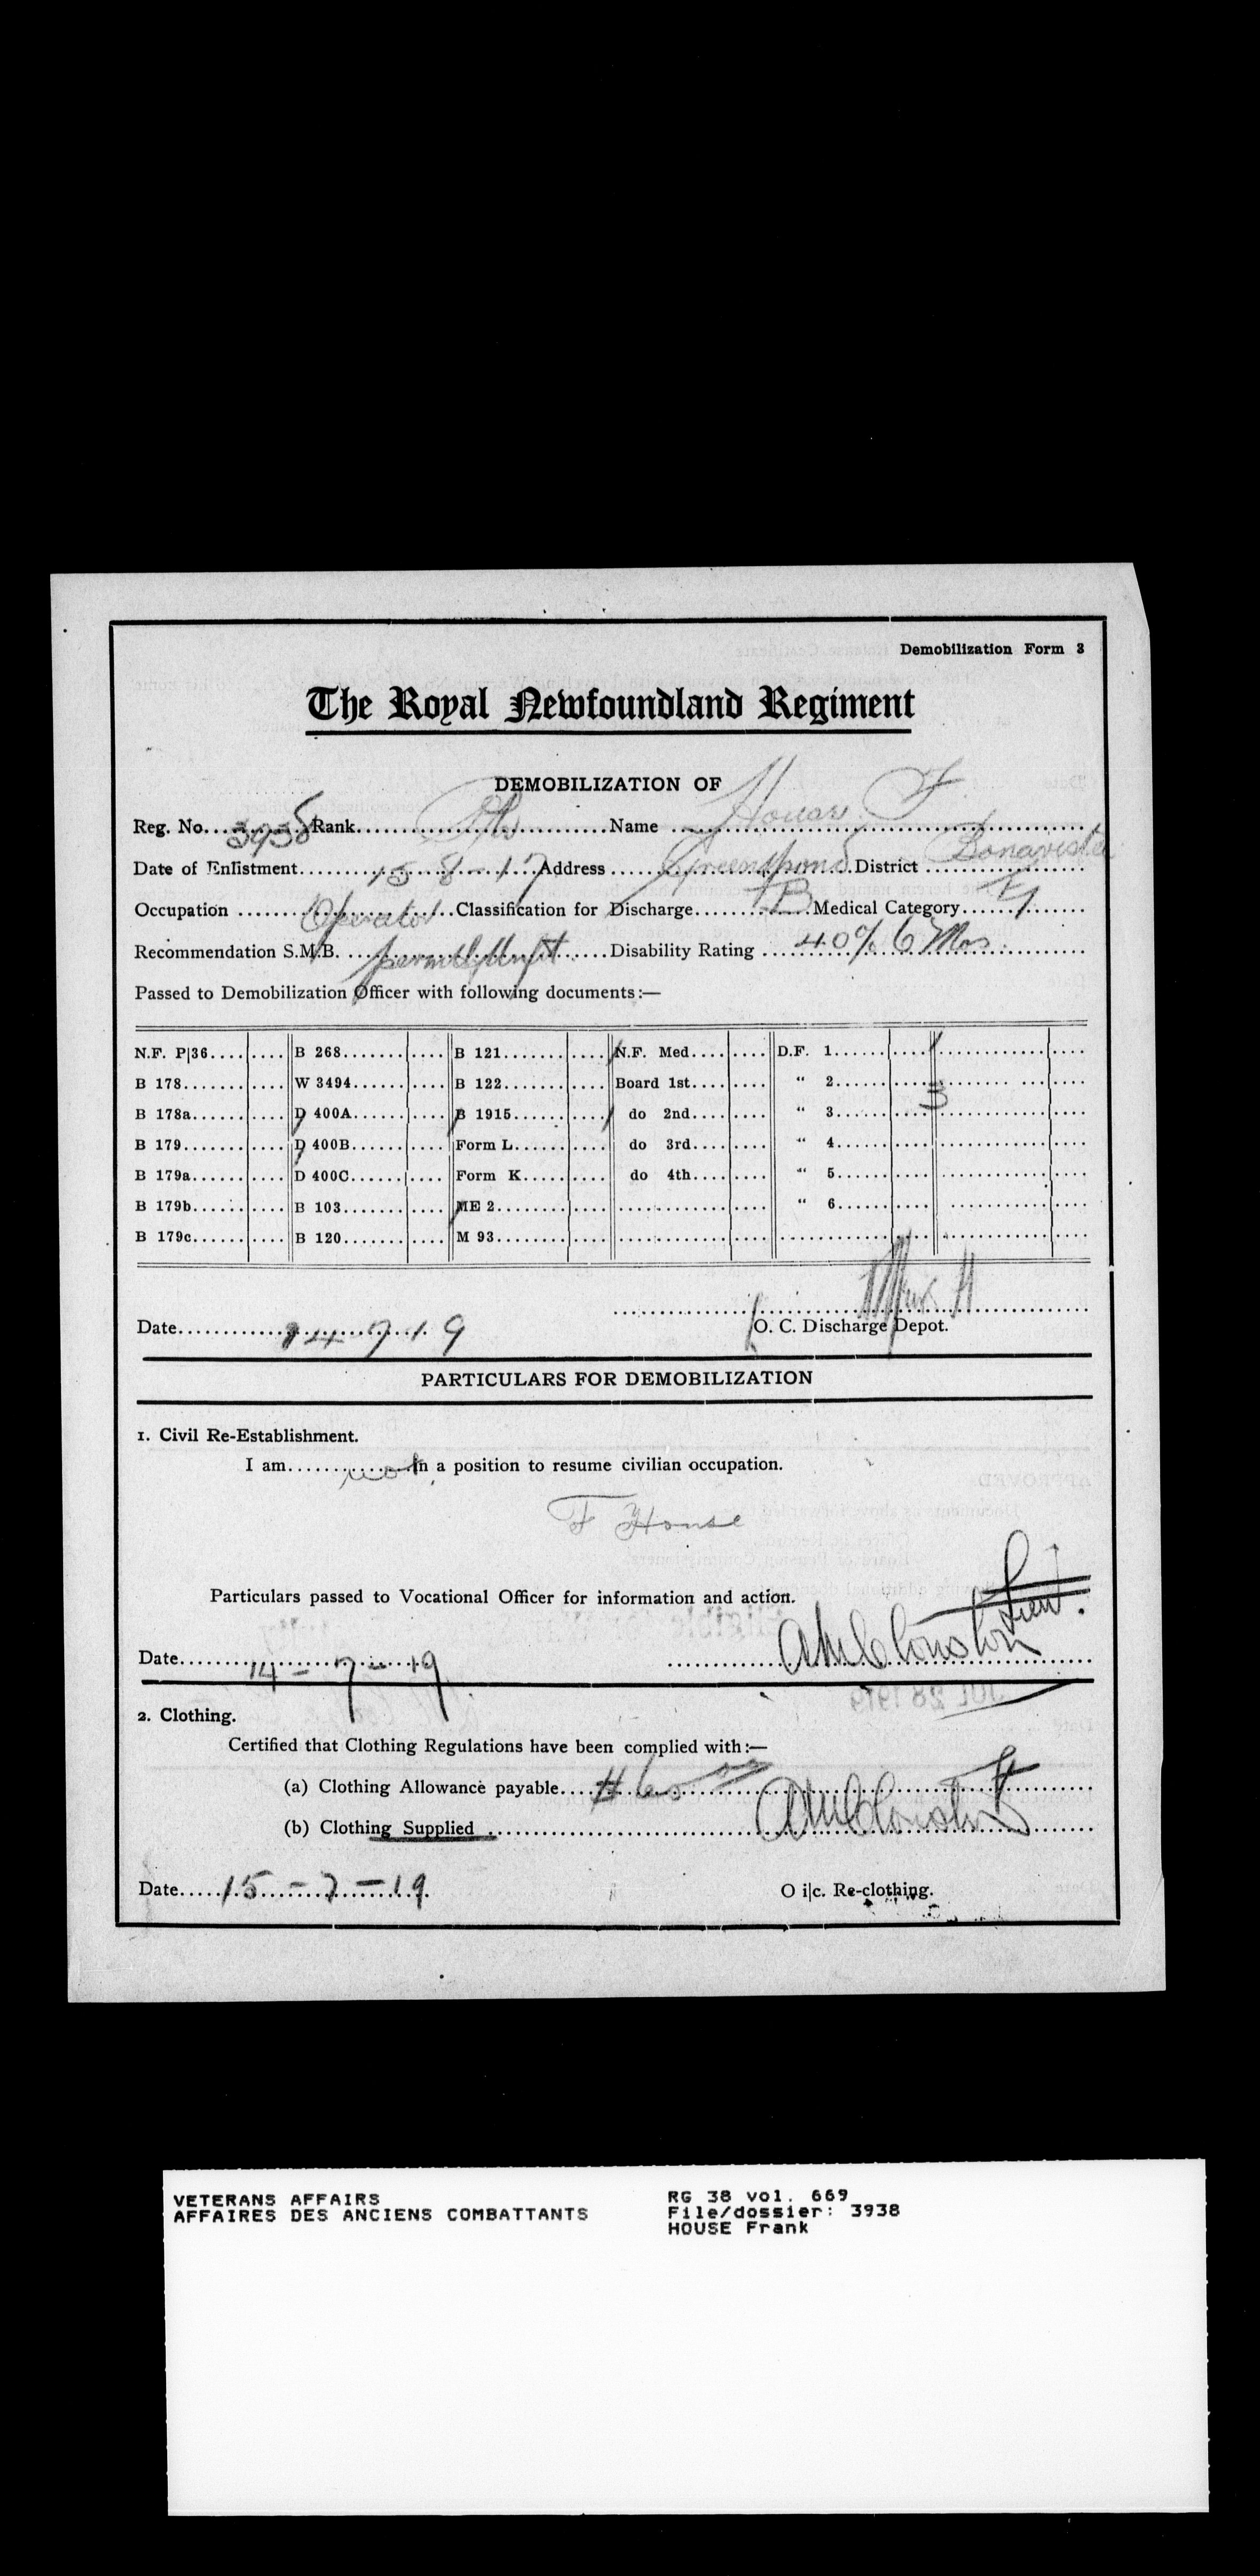 Demobilization Form 3
The Royal Newfoundland Regiment
DEMOBILIZATION OF
Reg. No. 3938 Rank Pte Name House F
Date of Enlistment 15-8-17 Address Greenspond District Bonavista
Occupation Operator Classification for Discharge B Medical Category
Recommendation S.M.B. Disability Rating 40% 6 Mos
Passed to Demobilization Officer with following documents:—
N.F. P|36 B 268 B 121 N.F. Med. D.F. 1
B 178 W 3494 B 122 Board 1st " 2
B 178a D 400A B 1915 do 2nd " 3 3
B 179 D 400B Form L do 3rd " 4
B 179a D 400C Form K do 4th " 5
B 179b B 103 ME 2 " 6
B 179c B 120 M 93
Date 14 7 19 O. C. Discharge Depot.
PARTICULARS FOR DEMOBILIZATION
1. Civil Re-Establishment.
I am not in a position to resume civilian occupation.
F House
Particulars passed to Vocational Officer for information and action.
Lieut.
Date 14-7-19
2. Clothing.
Certified that Clothing Regulations have been complied with:—
(a) Clothing Allowance payable $60 00
(b) Clothing Supplied
Date 15-7-19 O i|c. Re-clothing.
VETERANS AFFAIRS RG 38 vol. 669
AFFAIRES DES ANCIENS COMBATTANTS File/dossier: 3938
HOUSE Frank